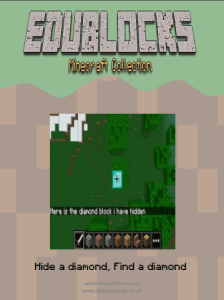 EDUBLOCKS
Minecraft Collection
Here is the diamond block i have hidden
Hide a diamond, Find a diamond